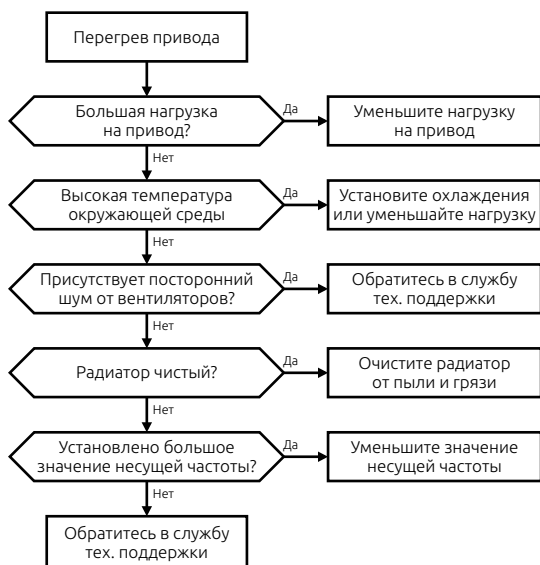 Перегрев привода
Большая нагрузка
на привод?
Да
Уменьшите нагрузку
на привод
Нет
Высокая температура
окружающей среды
Да
Установите охлаждения
или уменьшайте нагрузку
Нет
Присутствует посторонний
шум от вентиляторов?
Да
Обратитесь в службу
тех. поддержки
Нет
Радиатор чистый?
Да
Очистите радиатор
от пыли и грязи
Нет
Установлено большое
значение несущей частоты?
Да
Уменьшите значение
несущей частоты
Нет
Обратитесь в службу
тех. поддержки